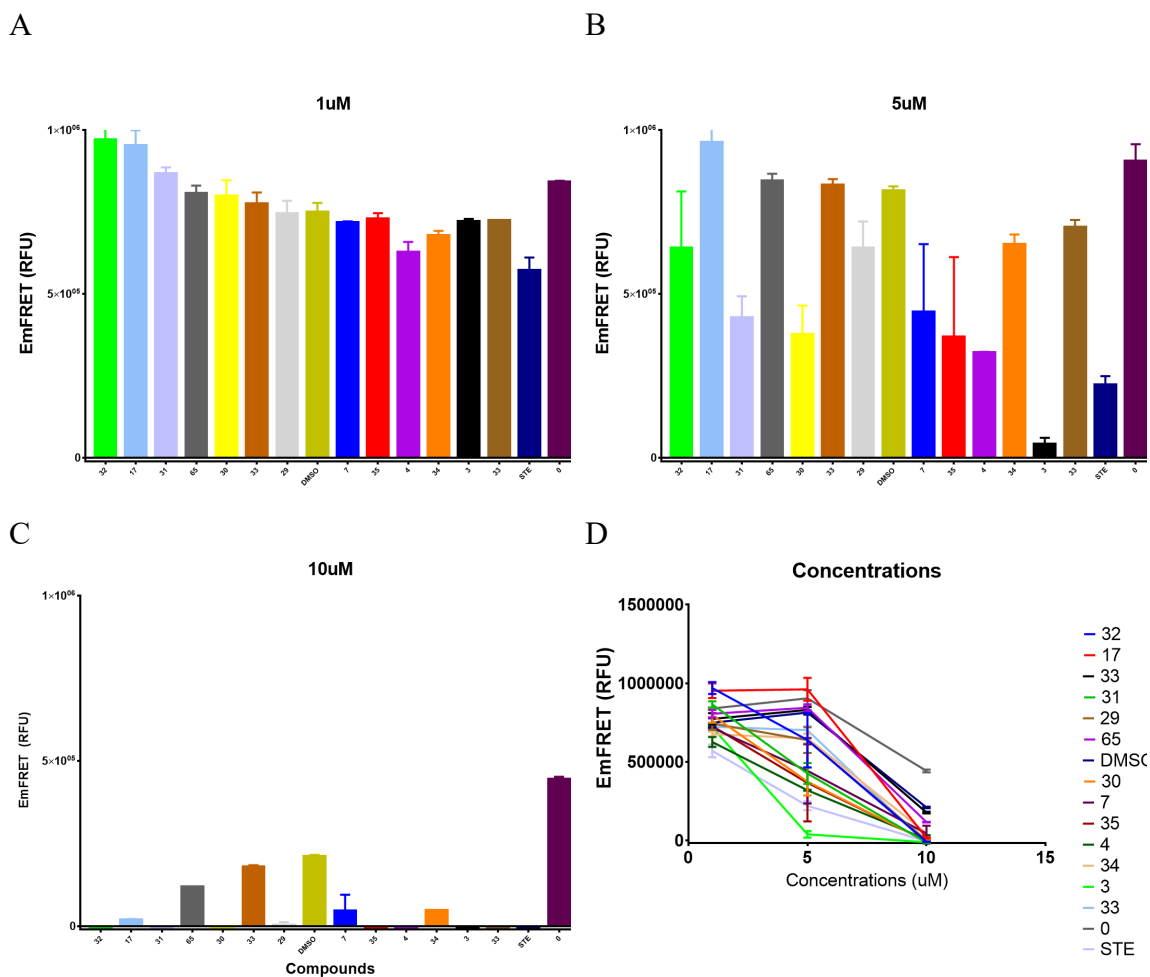 A
B
1uM
EmFRET (RFU)
1×10⁰⁶
5×10⁰⁵
0
32 17 31 65 30 33 29 DMSO 7 35 4 34 3 33 STE 0
5uM
EmFRET (RFU)
1×10⁰⁶
5×10⁰⁵
0
32 17 31 65 30 33 29 DMSO 7 35 4 34 3 33 STE 0
C
D
10uM
EmFRET (RFU)
1×10⁰⁶
5×10⁰⁵
0
32 17 31 65 30 33 29 DMSO 7 35 4 34 3 33 STE 0
Compounds
Concentrations
EmFRET (RFU)
1500000
1000000
500000
0
0 5 10 15
Concentrations (uM)
32
17
33
31
29
65
DMSO
30
7
35
4
34
3
33
0
STE